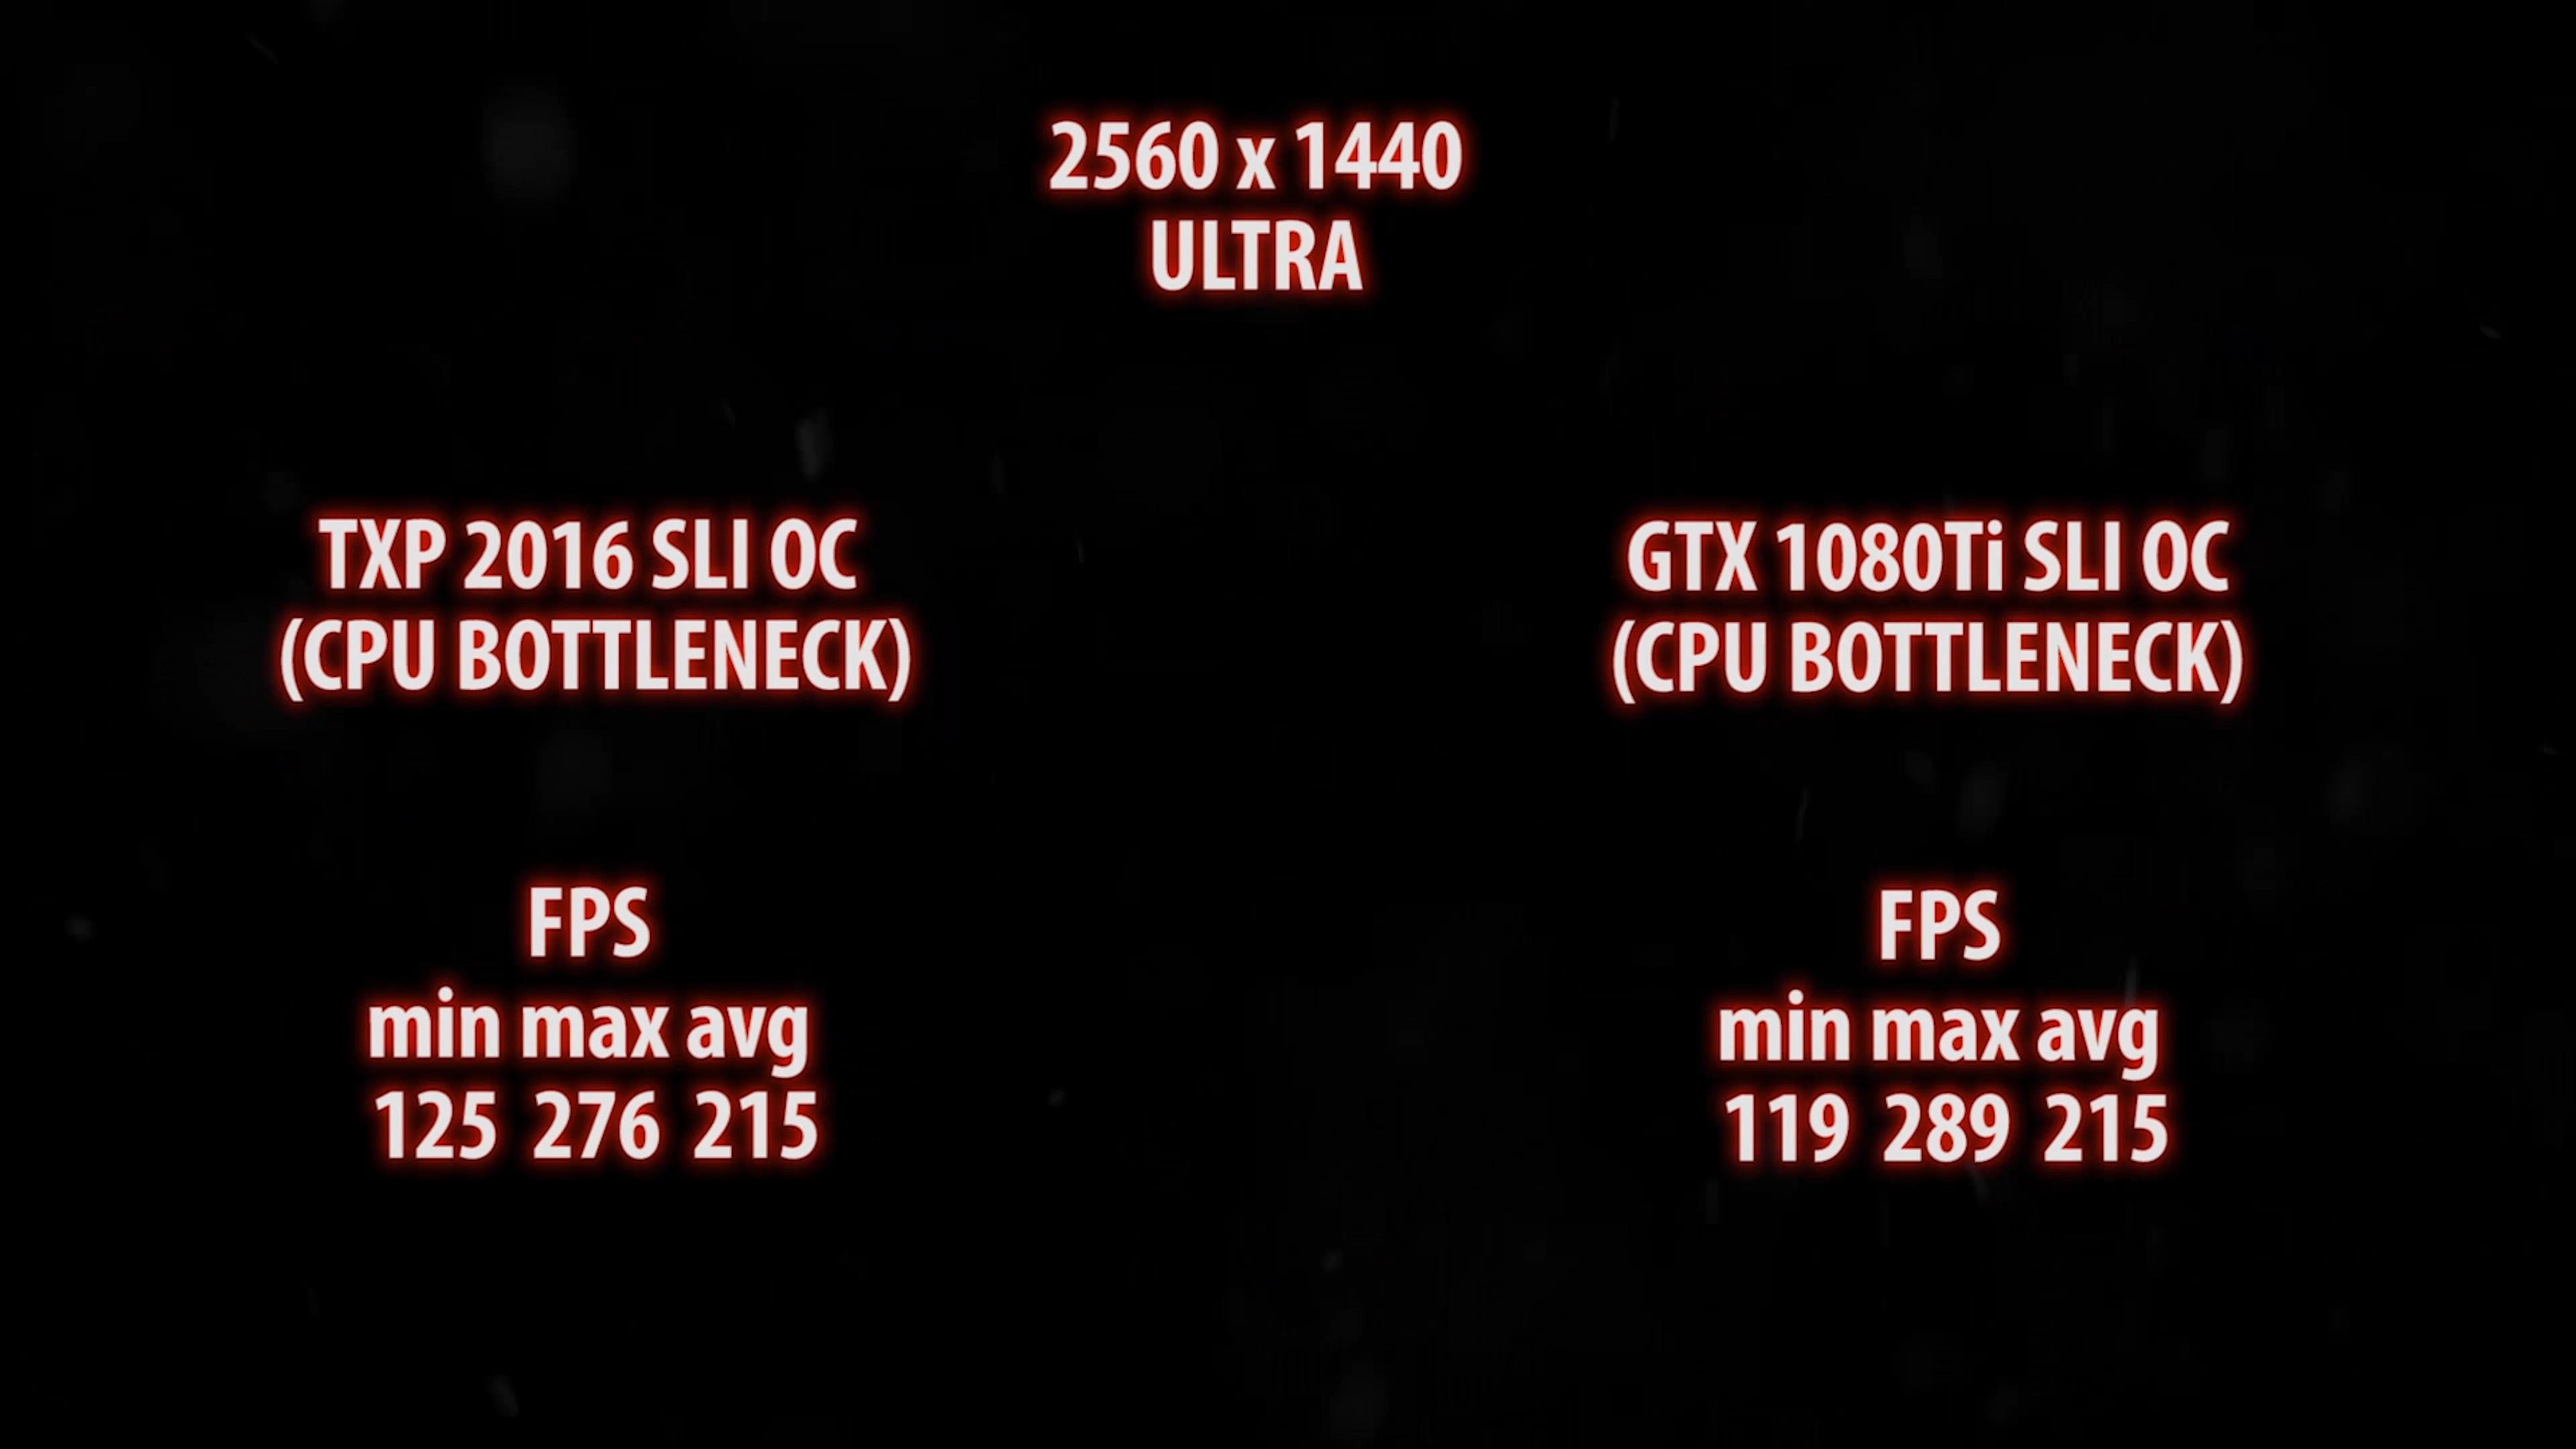 2560 x 1440
ULTRA
TXP 2016 SLI OC
(CPU BOTTLENECK)
FPS
min max avg
125 276 215
GTX 1080Ti SLI OC
(CPU BOTTLENECK)
FPS
min max avg
119 289 215